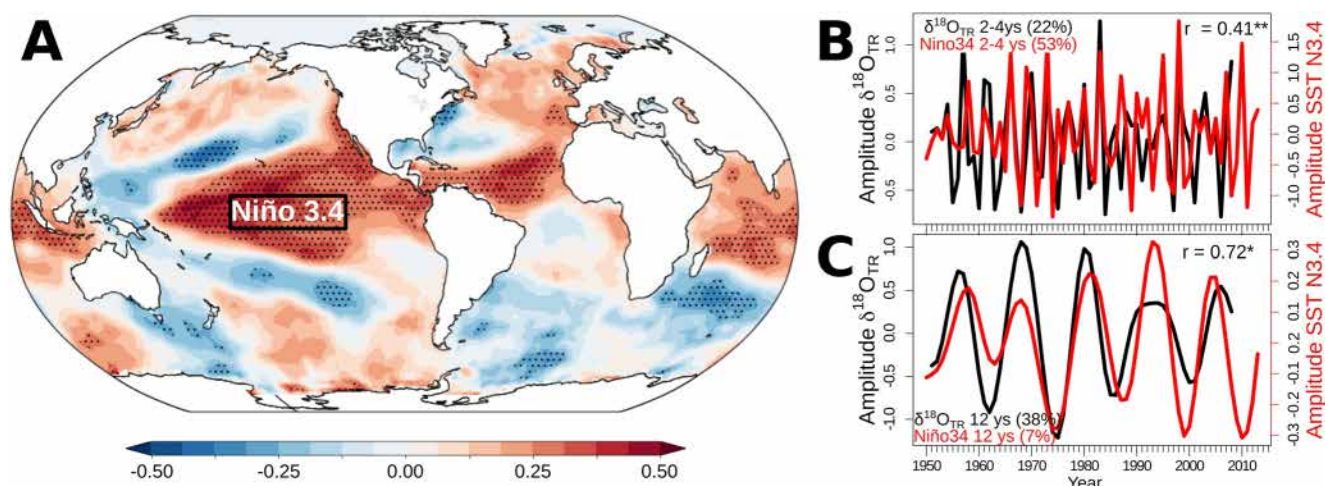 A
Niño 3.4
-0.50 -0.25 0.00 0.25 0.50
B
δ18OTR 2-4ys (22%)
Nino34 2-4 ys (53%)
r = 0.41**
Amplitude δ18OTR
1.0
0.5
0.0
0.5
Amplitude SST N3.4
1.5
1.0
0.5
0.0
-0.5
-1.0
C
r = 0.72*
Amplitude δ18OTR
1.0
0.5
0.0
-0.5
-1.0
Amplitude SST N3.4
0.3
0.2
0.1
0.2
-0.1
-0.2
-0.3
δ18OTR 12 ys (38%)
Niño34 12 ys (7%)
1950 1960 1970 1980 1990 2000 2010
Year